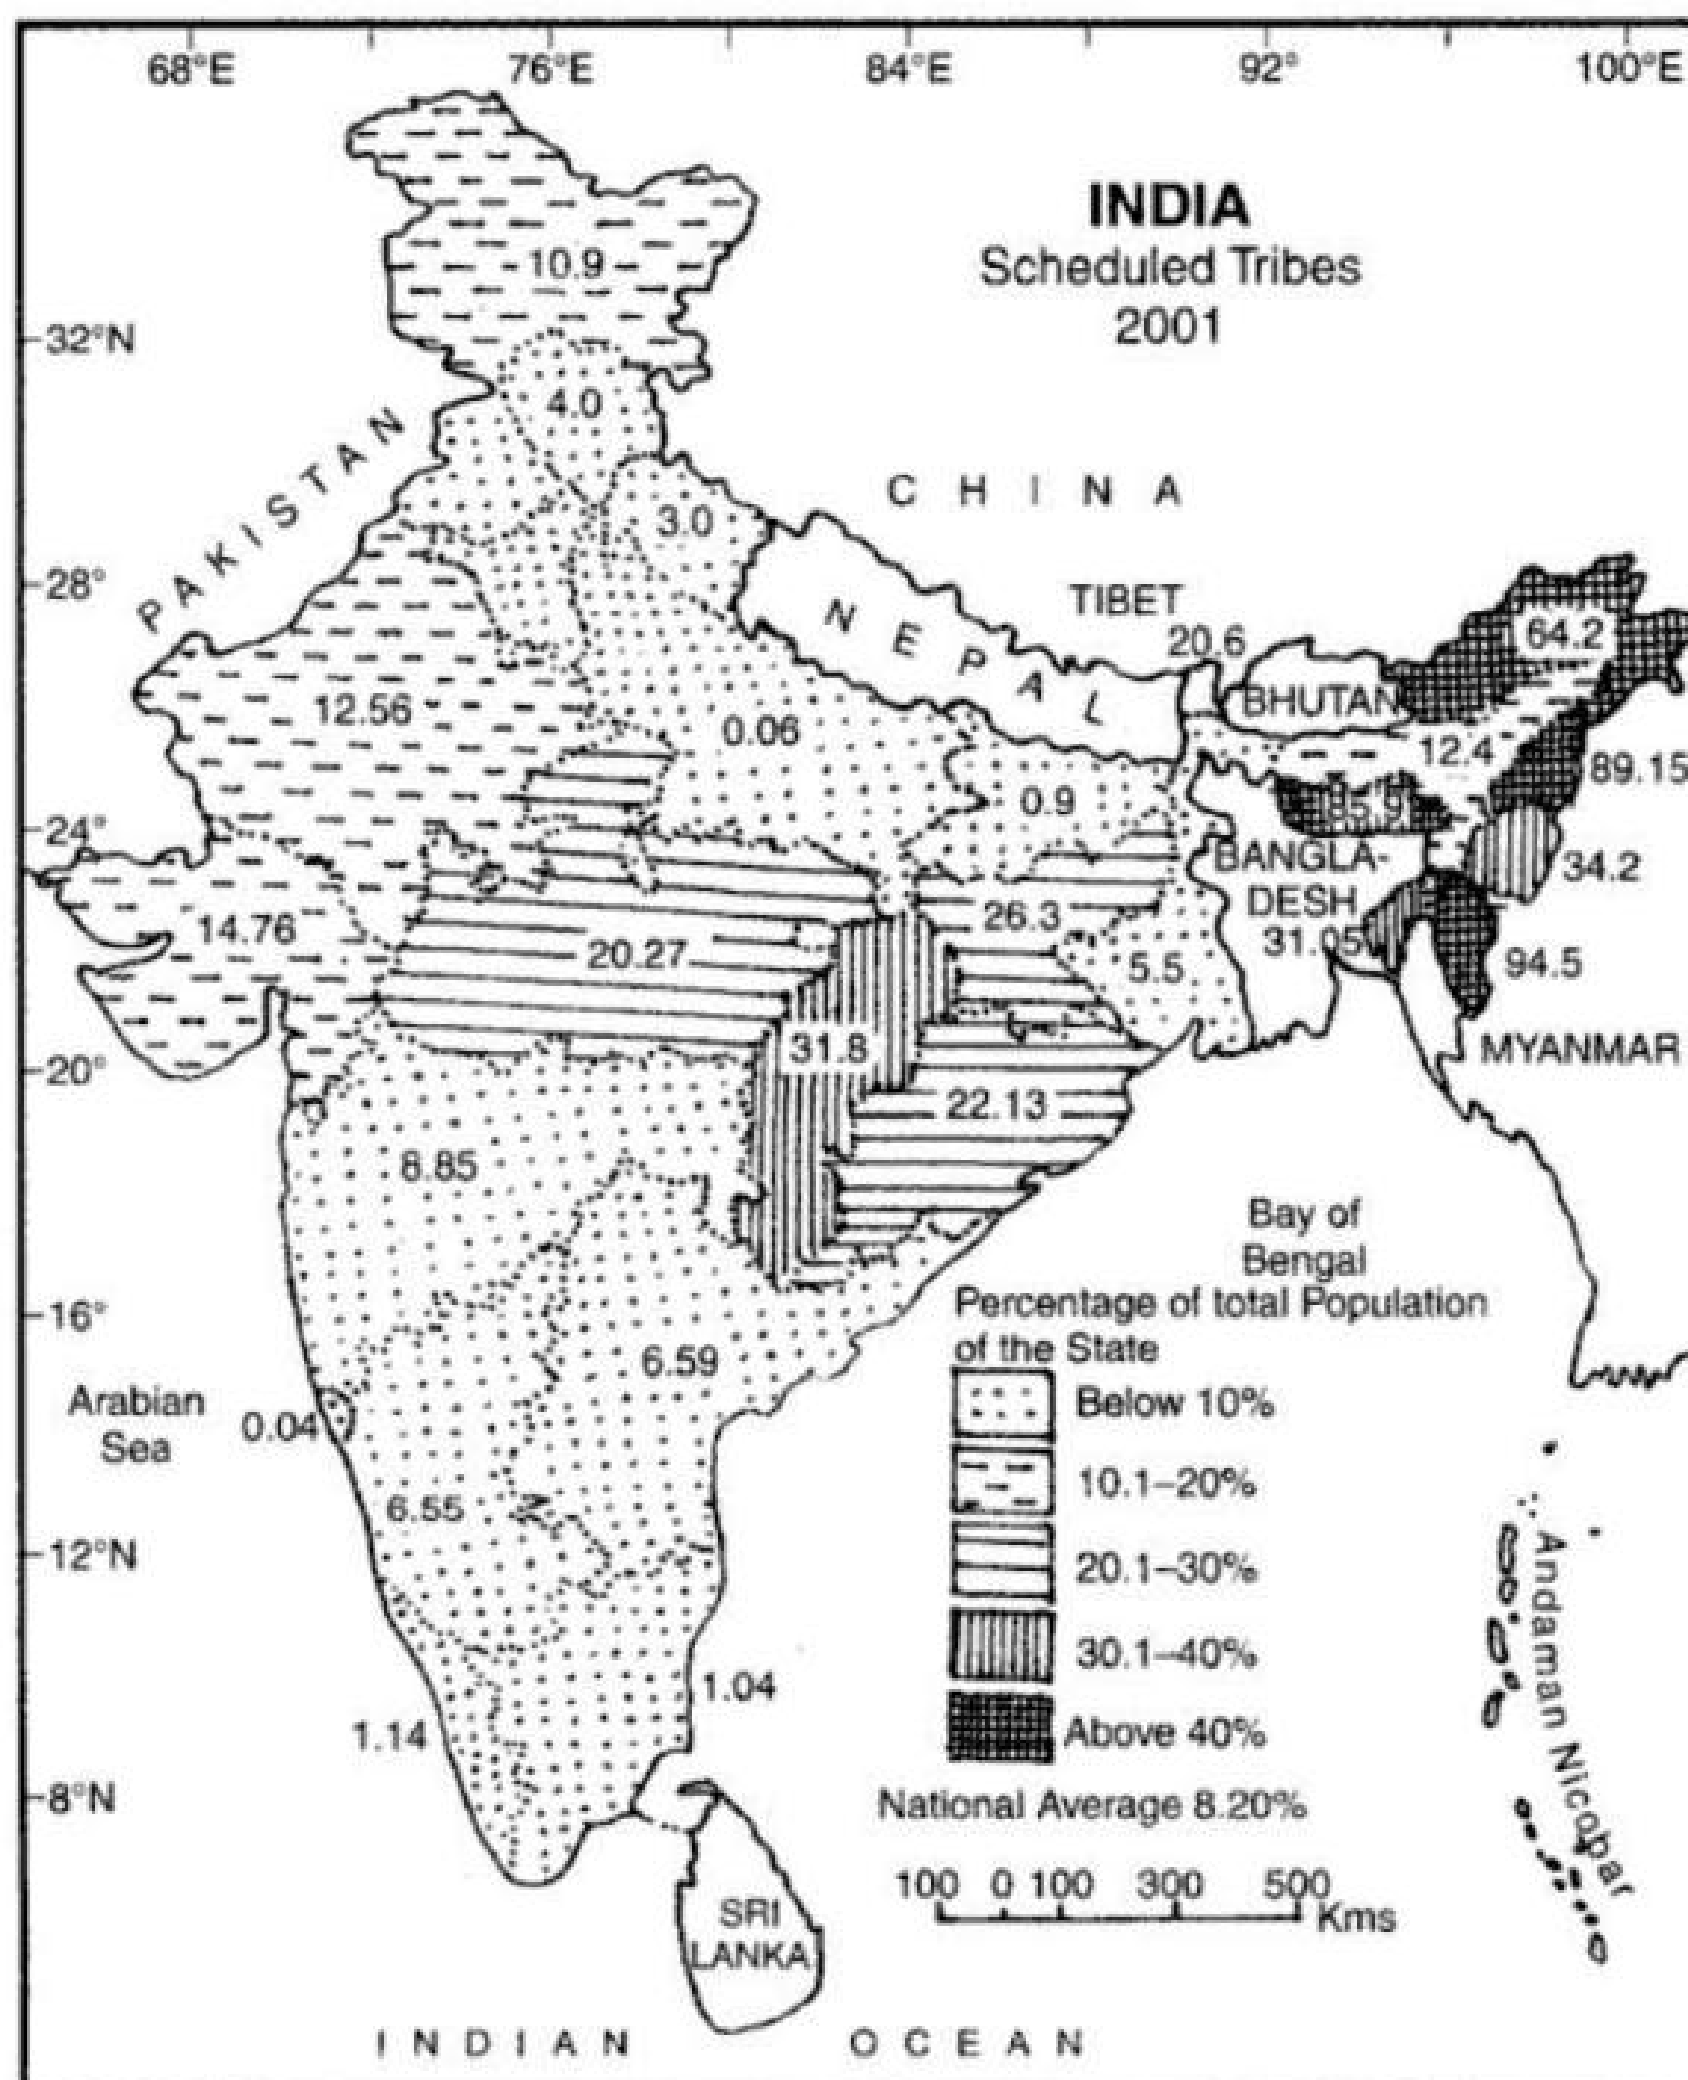 68°E 76°E 84°E 92° 100°E
INDIA
Scheduled Tribes
2001
10.9
32°N
4.0
PAKISTAN
CHINA
3.0
28°
NEPAL
TIBET
20.6
64.2
BHUTAN
12.56
0.06
12.4
89.15
0.9
85.9
24°
BANGLA-
DESH
34.2
14.76
20.27
26.3
31.05
5.5
94.5
20°
31.8
MYANMAR
22.13
8.85
Bay of
Bengal
16°
Percentage of total Population
of the State
6.59
Arabian
Sea
0.04
Below 10%
10.1–20%
6.55
12°N
20.1–30%
30.1–40%
Andaman Nicobar
1.04
1.14
Above 40%
8°N
National Average 8.20%
100 0 100 300 500
Kms
SRI
LANKA
INDIAN OCEAN